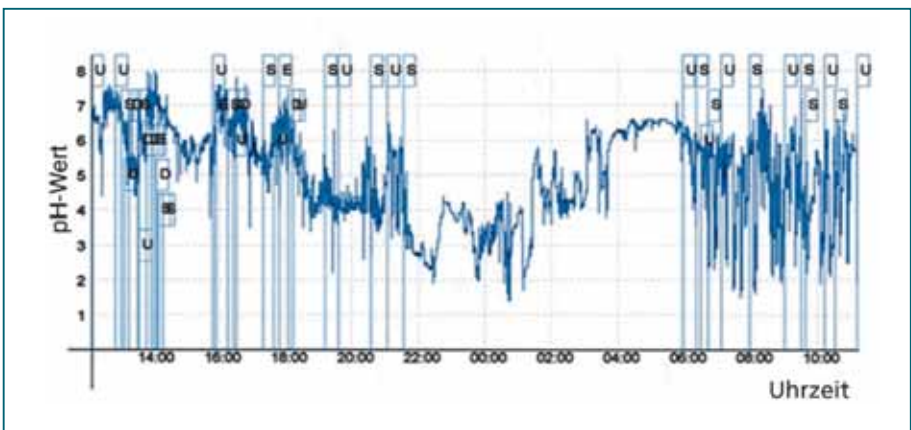 8 U U U S E S U S U S U S U S U S U U
7 S S
6 U U U
5 D D
4
3 U
2
1
pH-Wert
14:00 16:00 18:00 20:00 22:00 00:00 02:00 04:00 06:00 08:00 10:00
Uhrzeit